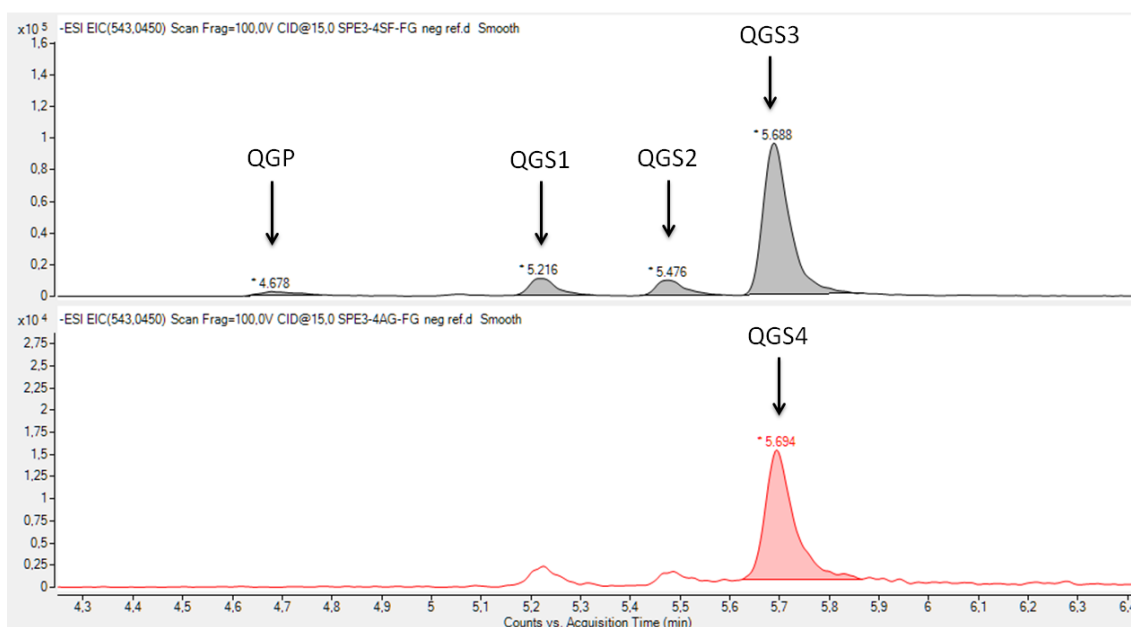 x10 5 -ESI EIC(543,0450) Scan Frag=100,0V CID@15,0 SPE3-4SF-FG neg ref.d Smooth
1,6
1,4
1,2
1
0,8
0,6
0,4
0,2
0
QGP
QGS1
QGS2
QGS3
* 4.678
* 5.216
* 5.476
* 5.688
x10 4 -ESI EIC(543,0450) Scan Frag=100,0V CID@15,0 SPE3-4AG-FG neg ref.d Smooth
2,75
2,5
2,25
2
1,75
1,5
1,25
1
0,75
0,5
0,25
0
QGS4
* 5.694
4,3 4,4 4,5 4,6 4,7 4,8 4,9 5 5,1 5,2 5,3 5,4 5,5 5,6 5,7 5,8 5,9 6 6,1 6,2 6,3 6,4
Counts vs. Acquisition Time (min)